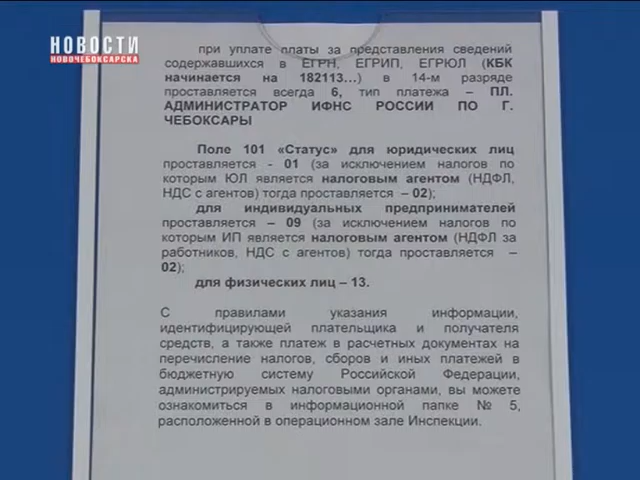 НОВОСТИ
НОВОЧЕБОКСАРСКА
при уплате платы за представления сведений
содержавшихся в ЕГРН, ЕГРИП, ЕГРЮЛ (КБК
начинается на 182113...) в 14-м разряде
проставляется всегда 6, тип платежа – ПЛ.
АДМИНИСТРАТОР ИФНС РОССИИ ПО Г.
ЧЕБОКСАРЫ
Поле 101 «Статус» для юридических лиц
проставляется - 01 (за исключением налогов по
которым ЮЛ является налоговым агентом (НДФЛ,
НДС с агентов) тогда проставляется – 02);
для индивидуальных предпринимателей
проставляется – 09 (за исключением налогов по
которым ИП является налоговым агентом (НДФЛ за
работников, НДС с агентов) тогда проставляется –
02);
для физических лиц – 13.
С правилами указания информации,
идентифицирующей плательщика и получателя
средств, а также платеж в расчетных документах на
перечисление налогов, сборов и иных платежей в
бюджетную систему Российской Федерации,
администрируемых налоговыми органами, вы можете
ознакомиться в информационной папке № 5,
расположенной в операционном зале Инспекции.